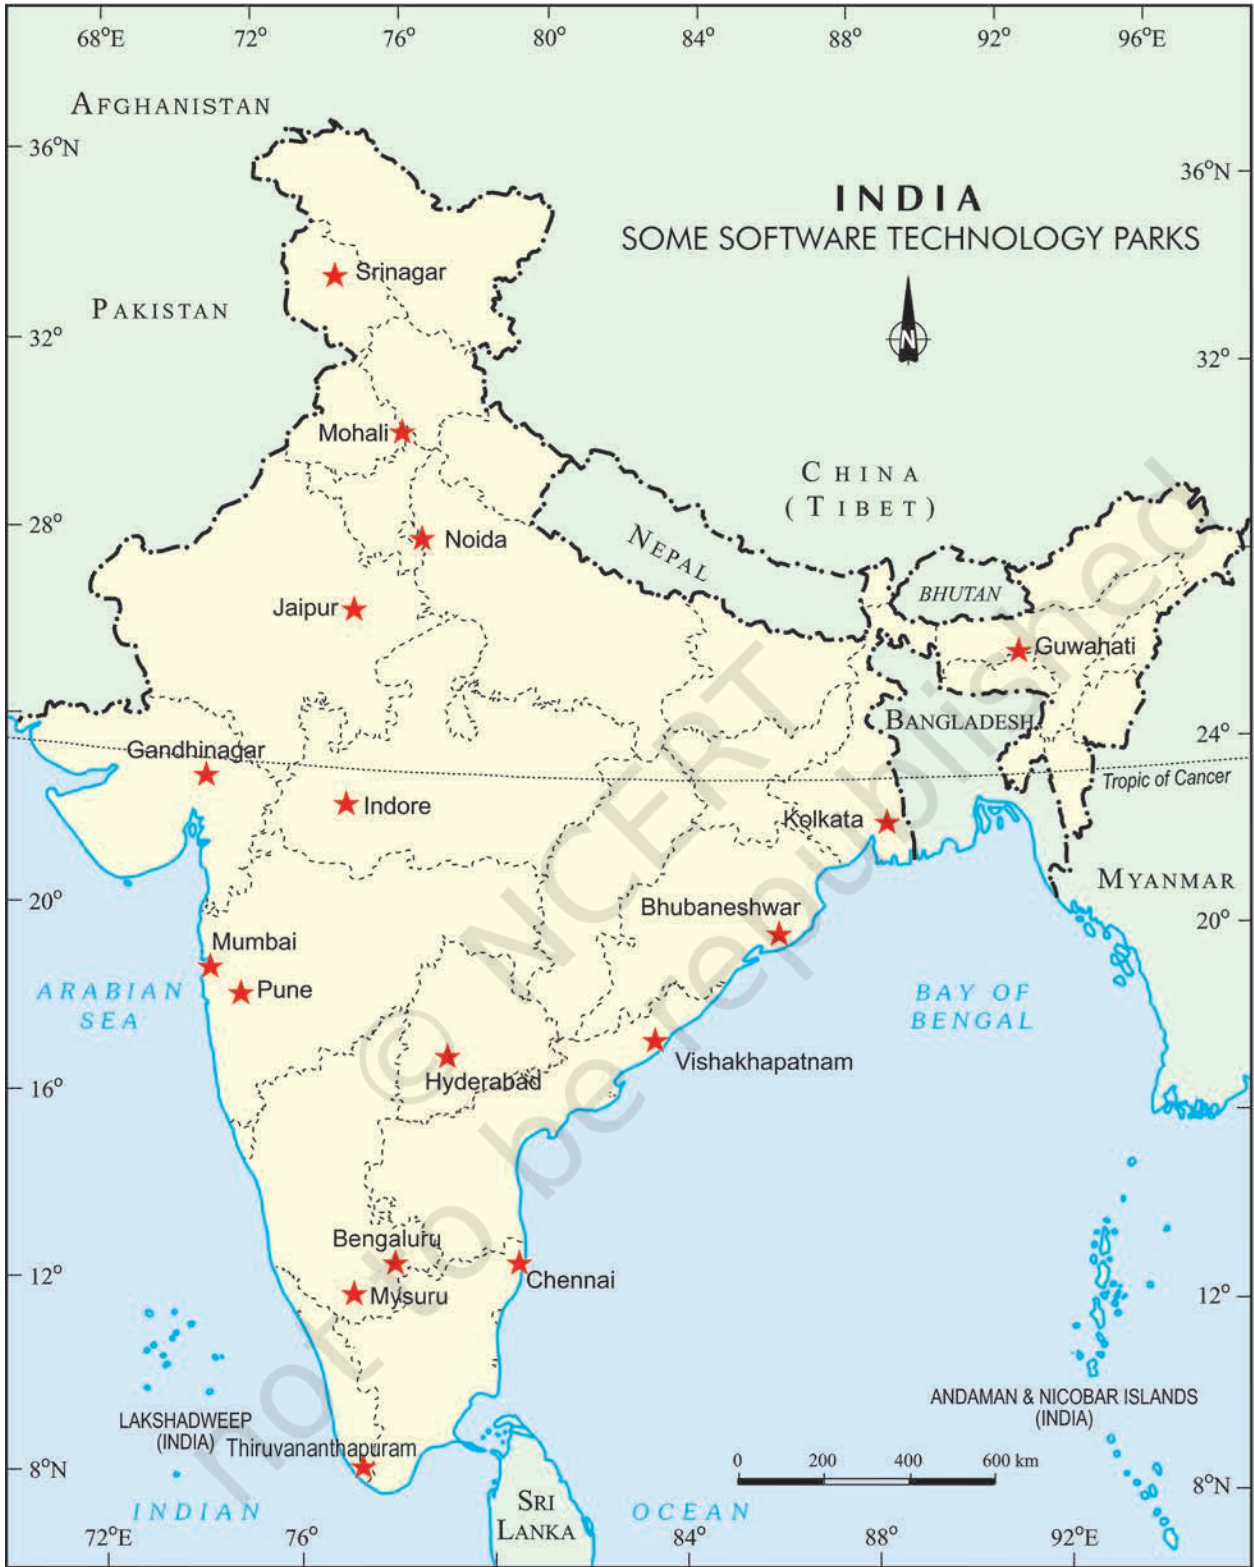 68°E 72° 76° 80° 84° 88° 92° 96°E
AFGHANISTAN
36°N
36°N
INDIA
SOME SOFTWARE TECHNOLOGY PARKS
N
Srinagar
PAKISTAN
32°
32°
Mohali
CHINA
(TIBET)
28°
Noida
NEPAL
BHUTAN
Jaipur
Guwahati
BANGLADESH
24°
Gandhinagar
Tropic of Cancer
Indore
Kolkata
MYANMAR
20°
20°
Bhubaneshwar
Mumbai
Pune
ARABIAN
SEA
BAY OF
BENGAL
Vishakhapatnam
Hyderabad
16°
Bengaluru
Chennai
12°
Mysuru
12°
ANDAMAN & NICOBAR ISLANDS
(INDIA)
LAKSHADWEEP
(INDIA)
Thiruvananthapuram
0 200 400 600 km
8°N
8°N
INDIAN OCEAN
SRI
LANKA
72°E 76° 84° 88° 92°E
© NCERT
not to be republished